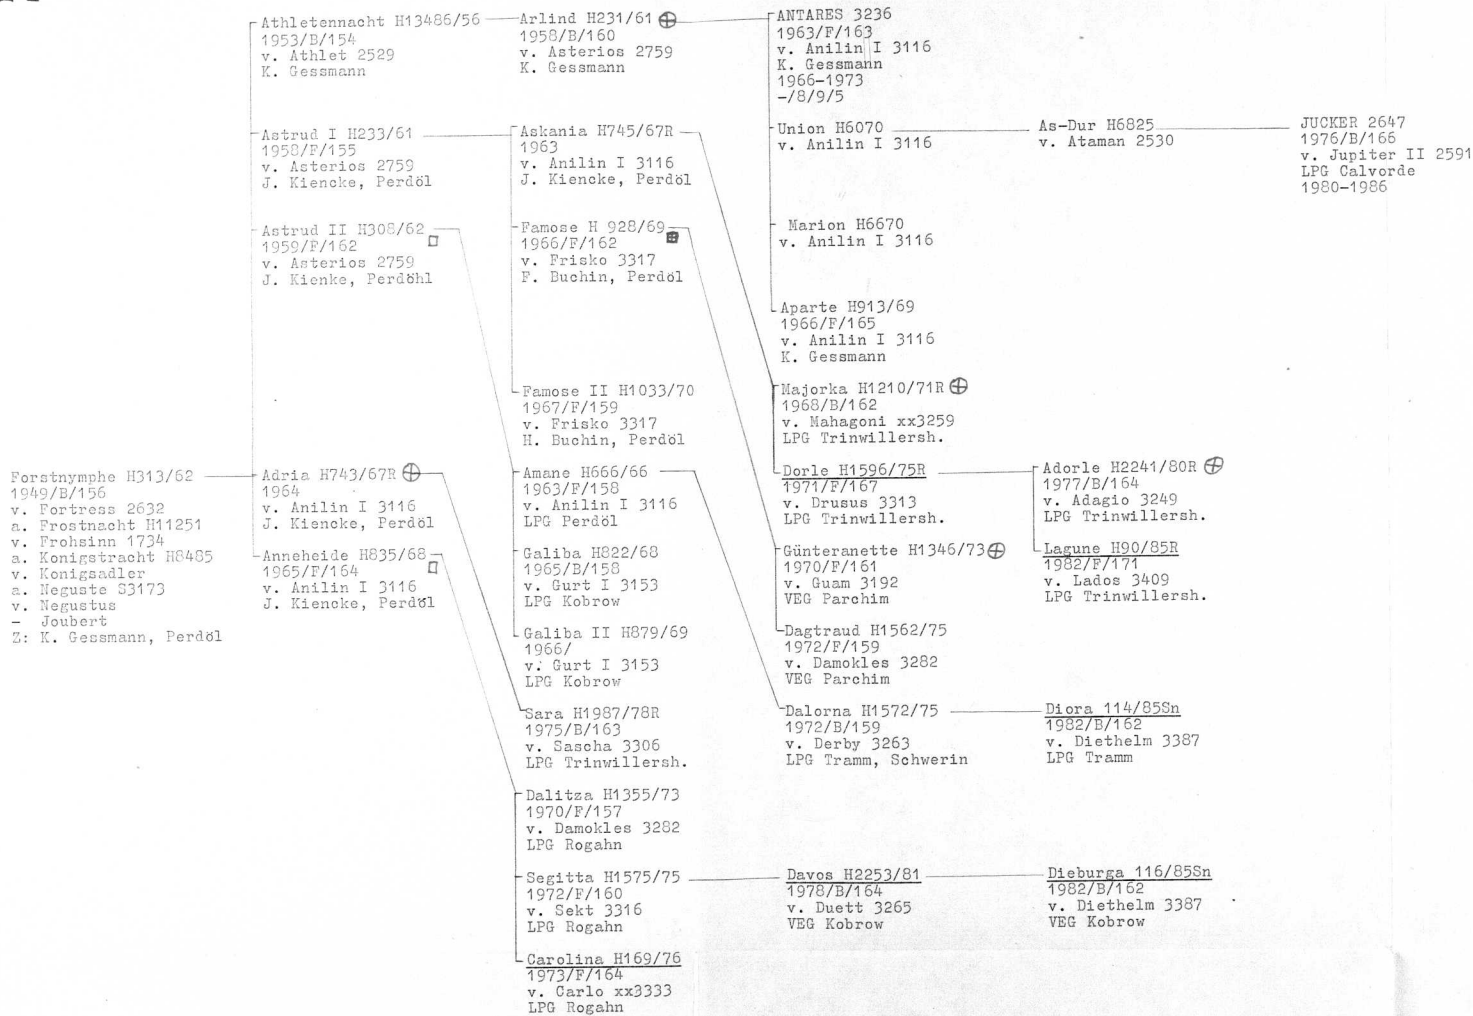 Forstnymphe H313/62
1949/B/156
v. Fortress 2632
a. Frostnacht H11251
v. Frohsinn 1734
a. Konigstracht H8485
v. Konigsadler
a. Neguste S3173
v. Negustus
- Joubert
Z: K. Gessmann, Perdöl
Athletennacht H13486/56
1953/B/154
v. Athlet 2529
K. Gessmann
Astrud I H233/61
1958/F/155
v. Asterios 2759
J. Kiencke, Perdöl
Astrud II H308/62
1959/F/162
v. Asterios 2759
J. Kienke, Perdöhl
Adria H743/67R
1964
v. Anilin I 3116
J. Kiencke, Perdöl
Anneheide H835/68
1965/F/164
v. Anilin I 3116
J. Kiencke, Perdöl
Arlind H231/61
1958/B/160
v. Asterios 2759
K. Gessmann
Askania H745/67R
1963
v. Anilin I 3116
J. Kiencke, Perdöl
Famose H 928/69
1966/F/162
v. Frisko 3317
F. Buchin, Perdöl
Famose II H1033/70
1967/F/159
v. Frisko 3317
H. Buchin, Perdöl
Amane H666/66
1963/F/158
v. Anilin I 3116
LPG Perdöl
Galiba H822/68
1965/B/158
v. Gurt I 3153
LPG Kobrow
Galiba II H879/69
1966/
v. Gurt I 3153
LPG Kobrow
Sara H1987/78R
1975/B/163
v. Sascha 3306
LPG Trinwillersh.
Dalitza H1355/73
1970/F/157
v. Damokles 3282
LPG Rogahn
Segitta H1575/75
1972/F/160
v. Sekt 3316
LPG Rogahn
Carolina H169/76
1973/F/164
v. Carlo xx3333
LPG Rogahn
ANTARES 3236
1963/F/163
v. Anilin I 3116
K. Gessmann
1966-1973
-/8/9/5
Union H6070
v. Anilin I 3116
Marion H6670
v. Anilin I 3116
Aparte H913/69
1966/F/165
v. Anilin I 3116
K. Gessmann
Majorka H1210/71R
1968/B/162
v. Mahagoni xx3259
LPG Trinwillersh.
Dorle H1596/75R
1971/F/167
v. Drusus 3313
LPG Trinwillersh.
Günteranette H1346/73
1970/F/161
v. Guam 3192
VEG Parchim
Dagtraud H1562/75
1972/F/159
v. Damokles 3282
VEG Parchim
Dalorna H1572/75
1972/B/159
v. Derby 3263
LPG Tramm, Schwerin
Davos H2253/81
1978/B/164
v. Duett 3265
VEG Kobrow
As-Dur H6825
v. Ataman 2530
Adorle H2241/80R
1977/B/164
v. Adagio 3249
LPG Trinwillersh.
Lagune H90/85R
1982/F/171
v. Lados 3409
LPG Trinwillersh.
Diora 114/85Sn
1982/B/162
v. Diethelm 3387
LPG Tramm
Dieburga 116/85Sn
1982/B/162
v. Diethelm 3387
VEG Kobrow
JUCKER 2647
1976/B/166
v. Jupiter II 2591
LPG Calvorde
1980-1986